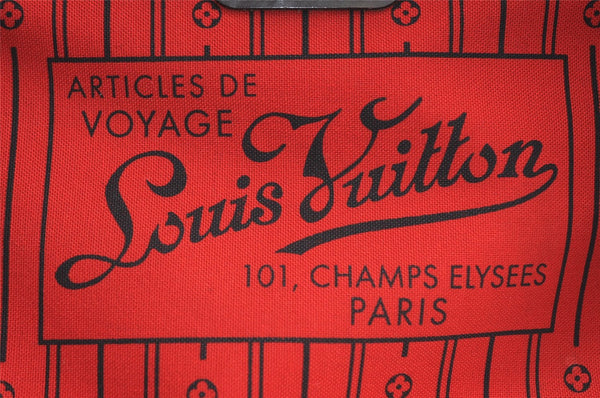 ARTICLES DE
VOYAGE
Louis Vuitton
101, CHAMPS ELYSEES
PARIS